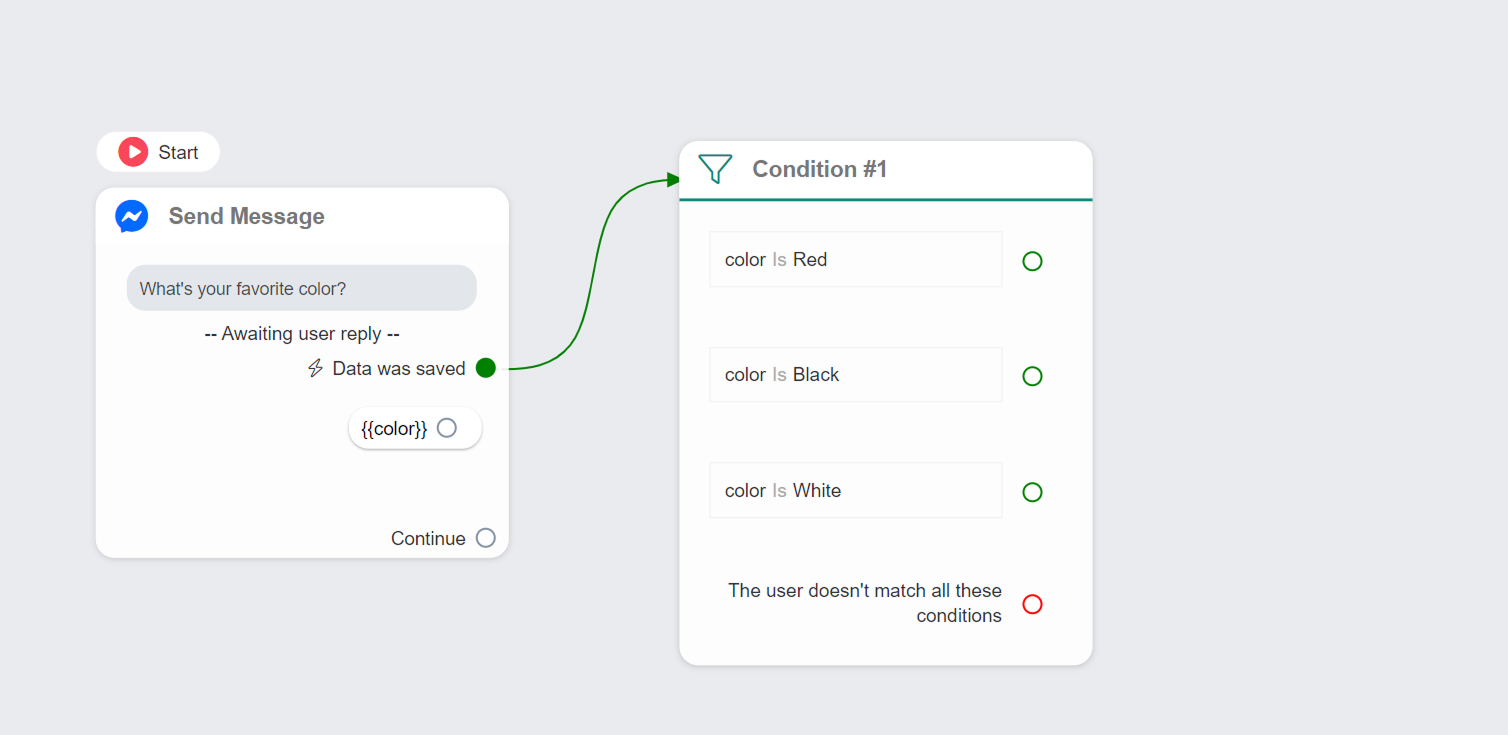 Start
Send Message
What's your favorite color?
-- Awaiting user reply --
Data was saved
{{color}}
Continue
Condition #1
color Is Red
color Is Black
color Is White
The user doesn't match all these
conditions